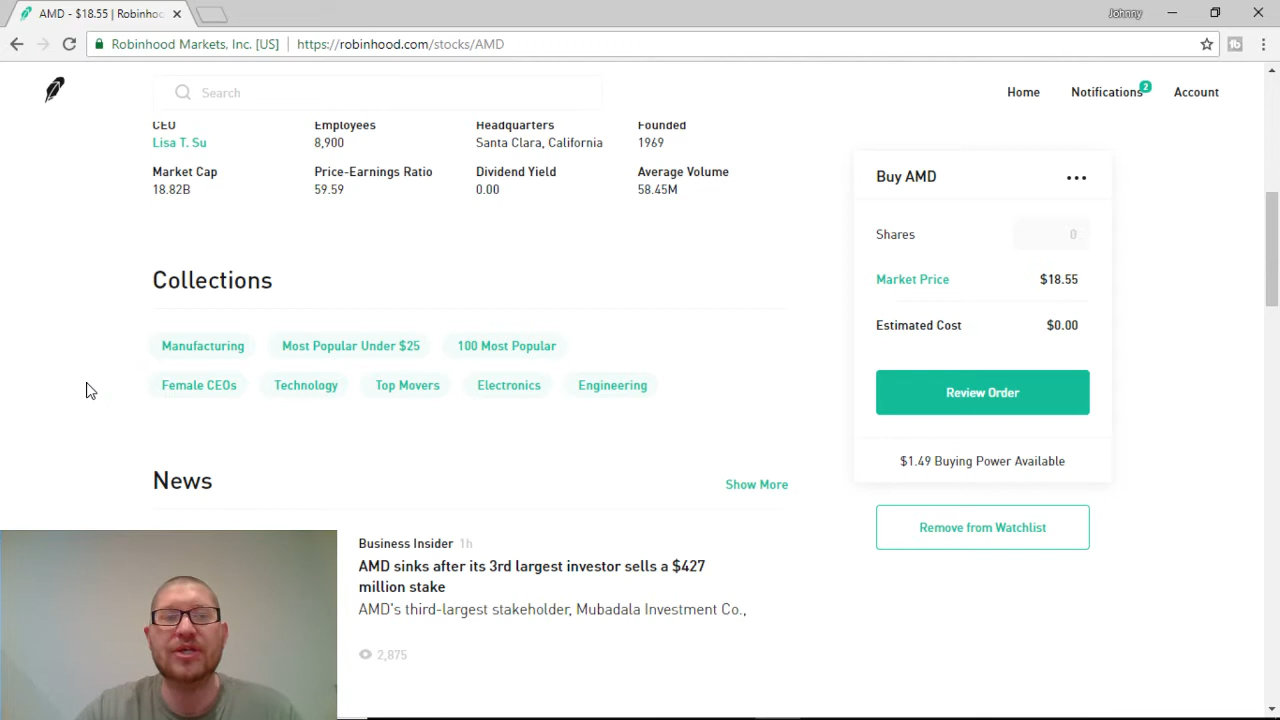 AMD - $18.55 | Robinhoo
Johnny
Robinhood Markets, Inc. [US]
https://robinhood.com/stocks/AMD
Search
Home
Notifications
2
Account
CEO
Lisa T. Su
Employees
8,900
Headquarters
Santa Clara, California
Founded
1969
Market Cap
18.82B
Price-Earnings Ratio
59.59
Dividend Yield
0.00
Average Volume
58.45M
Collections
Manufacturing
Most Popular Under $25
100 Most Popular
Female CEOs
Technology
Top Movers
Electronics
Engineering
News
Show More
Business Insider 1h
AMD sinks after its 3rd largest investor sells a $427
million stake
AMD's third-largest stakeholder, Mubadala Investment Co.,
2,875
Buy AMD
Shares
0
Market Price
$18.55
Estimated Cost
$0.00
Review Order
$1.49 Buying Power Available
Remove from Watchlist